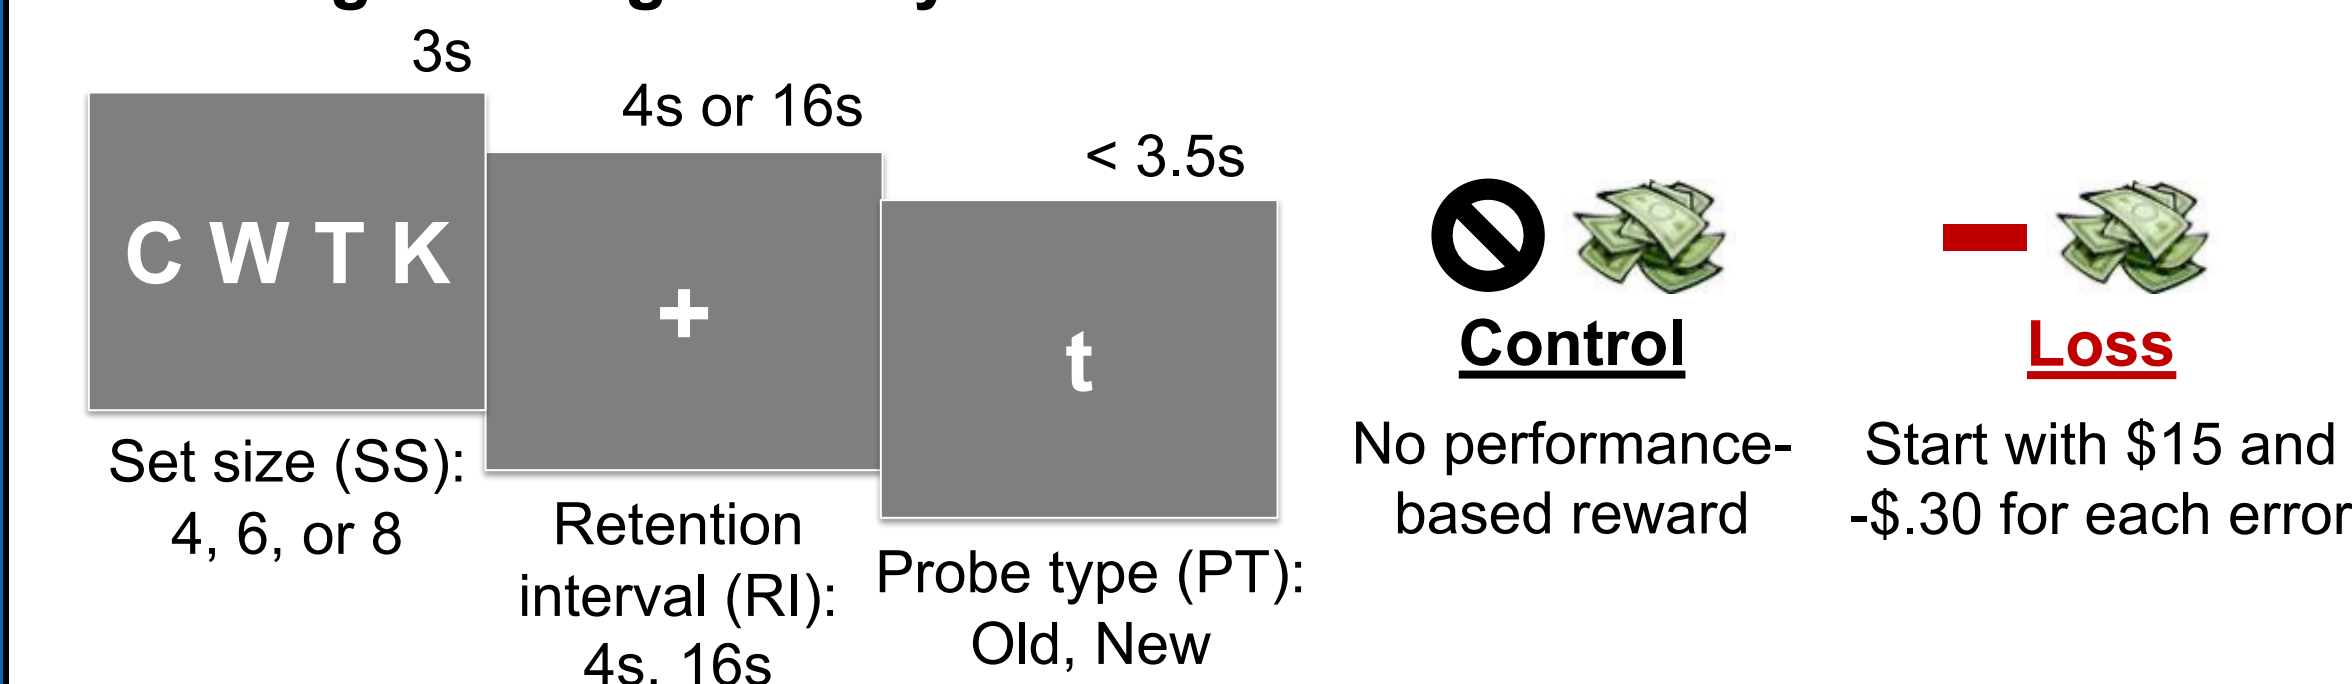 3s
4s or 16s
< 3.5s
C W T K
+
t
Set size (SS):
4, 6, or 8
Retention
interval (RI):
4s, 16s
Probe type (PT):
Old, New
Control
No performance-
based reward
Loss
Start with $15 and
-$.30 for each error